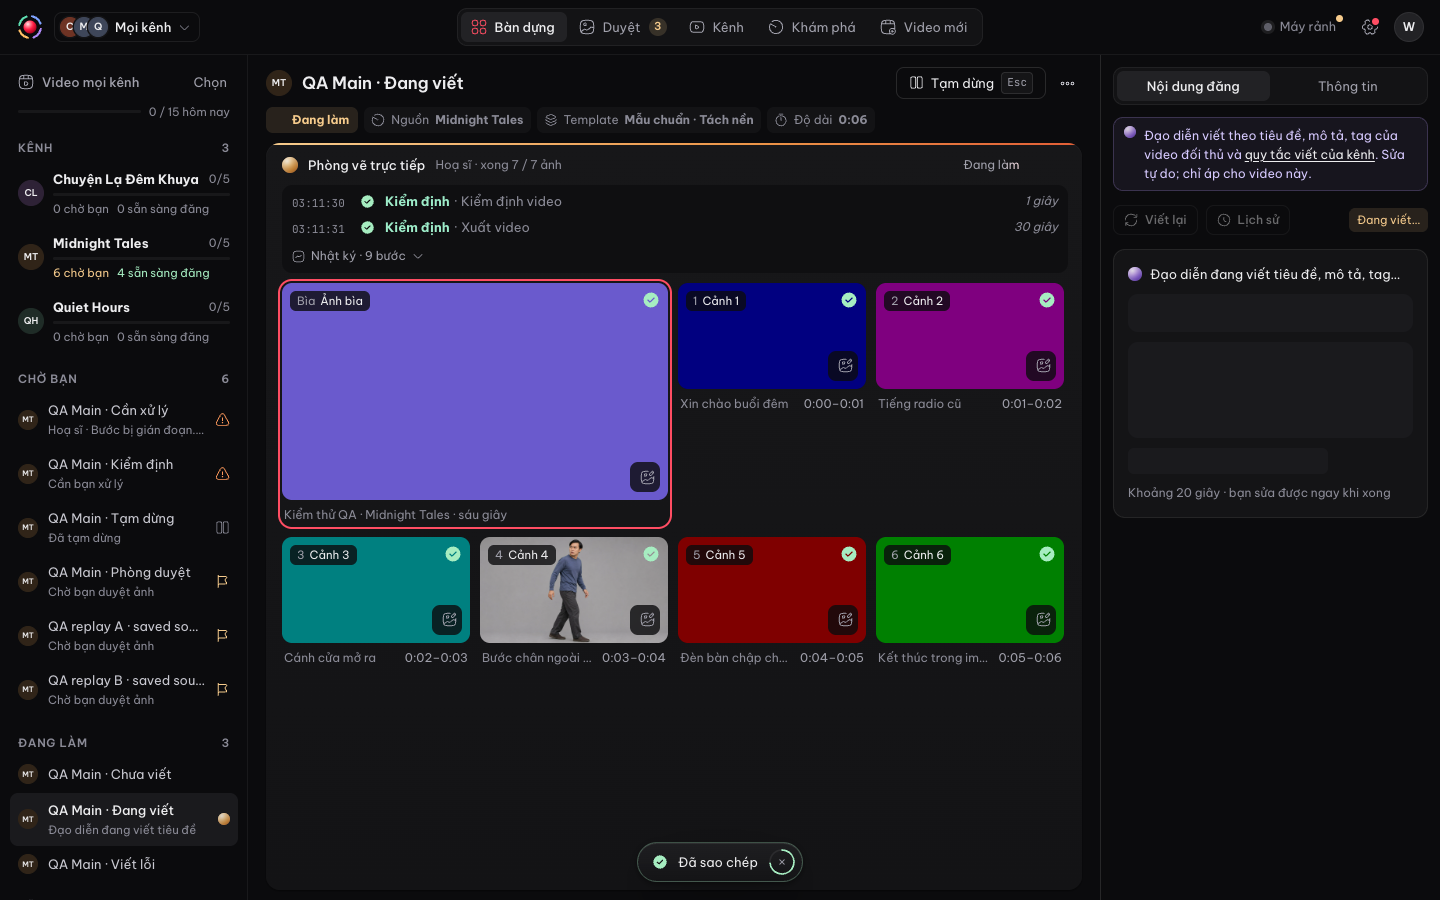 C M Q Mọi kênh
Bàn dựng
Duyệt 3
Kênh
Khám phá
Video mới
Máy rảnh
W
Video mọi kênh
Chọn
0 / 15 hôm nay
KÊNH 3
CL Chuyện Lạ Đêm Khuya 0/5
0 chờ bạn 0 sẵn sàng đăng
MT Midnight Tales 0/5
6 chờ bạn 4 sẵn sàng đăng
QH Quiet Hours 0/5
0 chờ bạn 0 sẵn sàng đăng
CHỜ BẠN 6
MT QA Main · Cần xử lý
Hoạ sĩ · Bước bị gián đoạn....
MT QA Main · Kiểm định
Cần bạn xử lý
MT QA Main · Tạm dừng
Đã tạm dừng
MT QA Main · Phòng duyệt
Chờ bạn duyệt ảnh
MT QA replay A · saved so...
Chờ bạn duyệt ảnh
MT QA replay B · saved sou...
Chờ bạn duyệt ảnh
ĐANG LÀM 3
MT QA Main · Chưa viết
MT QA Main · Đang viết
Đạo diễn đang viết tiêu đề
MT QA Main · Viết lỗi
MT QA Main · Đang viết
Tạm dừng Esc
Đang làm
Nguồn Midnight Tales
Template Mẫu chuẩn · Tách nền
Độ dài 0:06
Phòng vẽ trực tiếp Hoạ sĩ · xong 7 / 7 ảnh
Đang làm
03:11:30 Kiểm định · Kiểm định video 1 giây
03:11:31 Kiểm định · Xuất video 30 giây
Nhật ký · 9 bước
Bìa Ảnh bìa
Kiểm thử QA · Midnight Tales · sáu giây
1 Cảnh 1
Xin chào buổi đêm 0:00–0:01
2 Cảnh 2
Tiếng radio cũ 0:01–0:02
3 Cảnh 3
Cánh cửa mở ra 0:02–0:03
4 Cảnh 4
Bước chân ngoài ... 0:03–0:04
5 Cảnh 5
Đèn bàn chập ch... 0:04–0:05
6 Cảnh 6
Kết thúc trong im... 0:05–0:06
Đã sao chép
Nội dung đăng
Thông tin
Đạo diễn viết theo tiêu đề, mô tả, tag của
video đối thủ và quy tắc viết của kênh. Sửa
tự do; chỉ áp cho video này.
Viết lại
Lịch sử
Đang viết...
Đạo diễn đang viết tiêu đề, mô tả, tag...
Khoảng 20 giây · bạn sửa được ngay khi xong